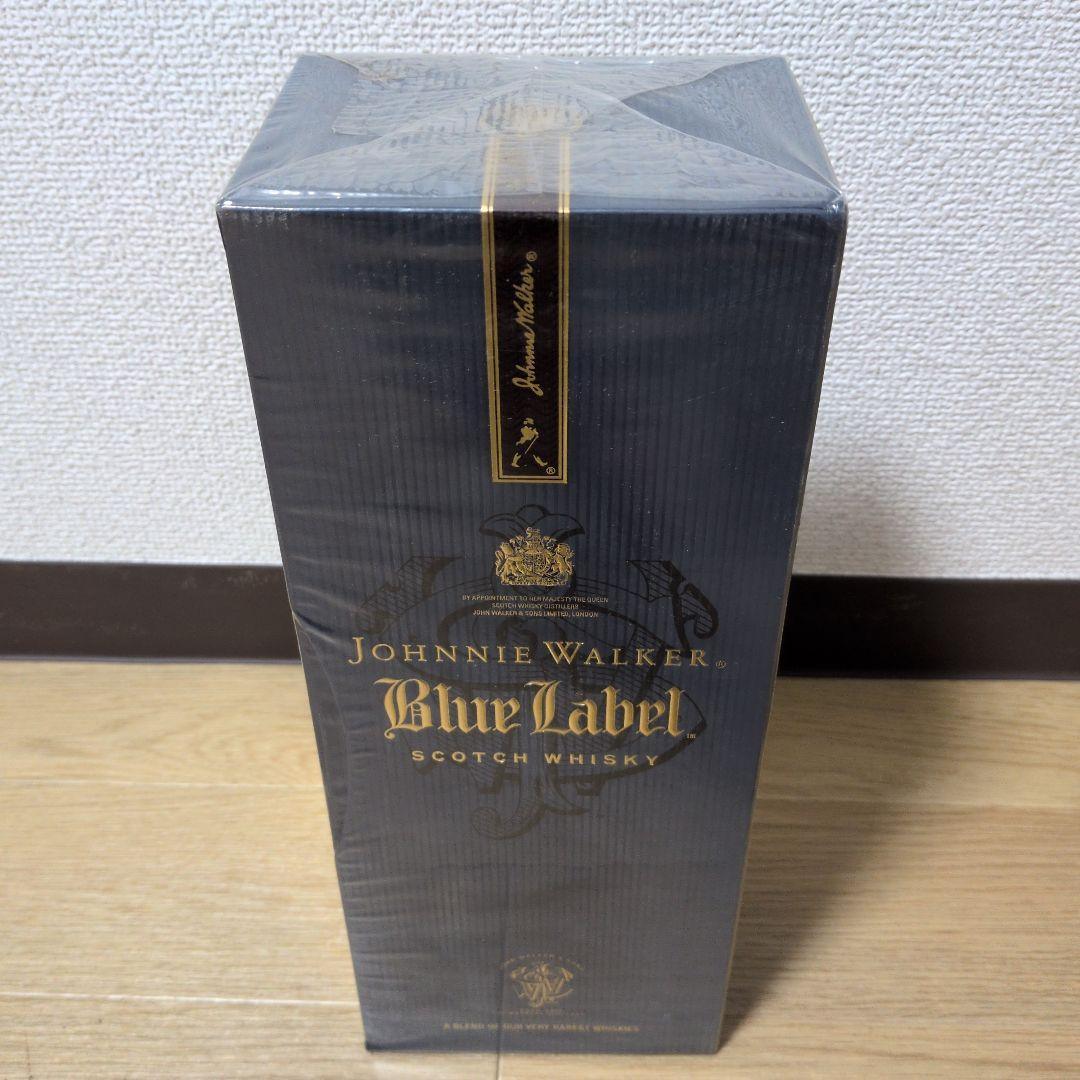 Johnnie Walker®
®
BY APPOINTMENT TO HER MAJESTY THE QUEEN
SCOTCH WHISKY DISTILLERS
JOHN WALKER & SONS LIMITED, LONDON
JOHNNIE WALKER®
Blue Label™
SCOTCH WHISKY
A BLEND OF OUR VERY RAREST WHISKIES